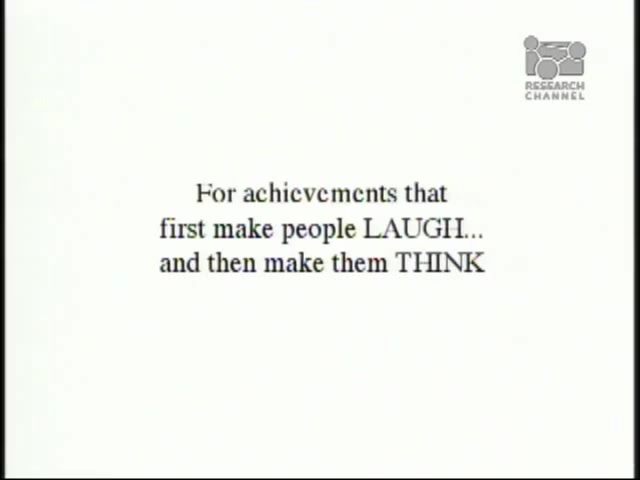 RESEARCH
CHANNEL
For achievements that
first make people LAUGH...
and then make them THINK